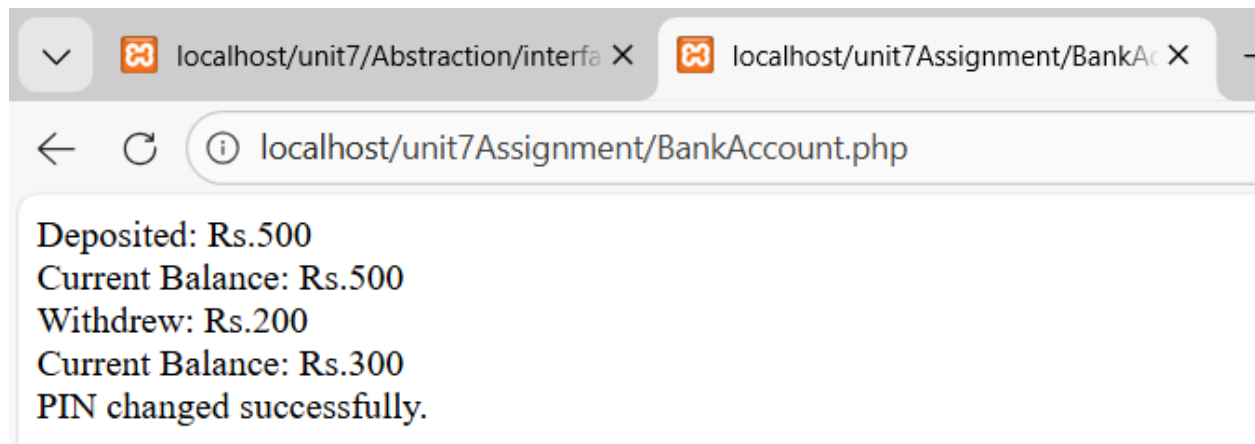 localhost/unit7/Abstraction/interfa
localhost/unit7Assignment/BankAc
localhost/unit7Assignment/BankAccount.php
Deposited: Rs.500
Current Balance: Rs.500
Withdrew: Rs.200
Current Balance: Rs.300
PIN changed successfully.